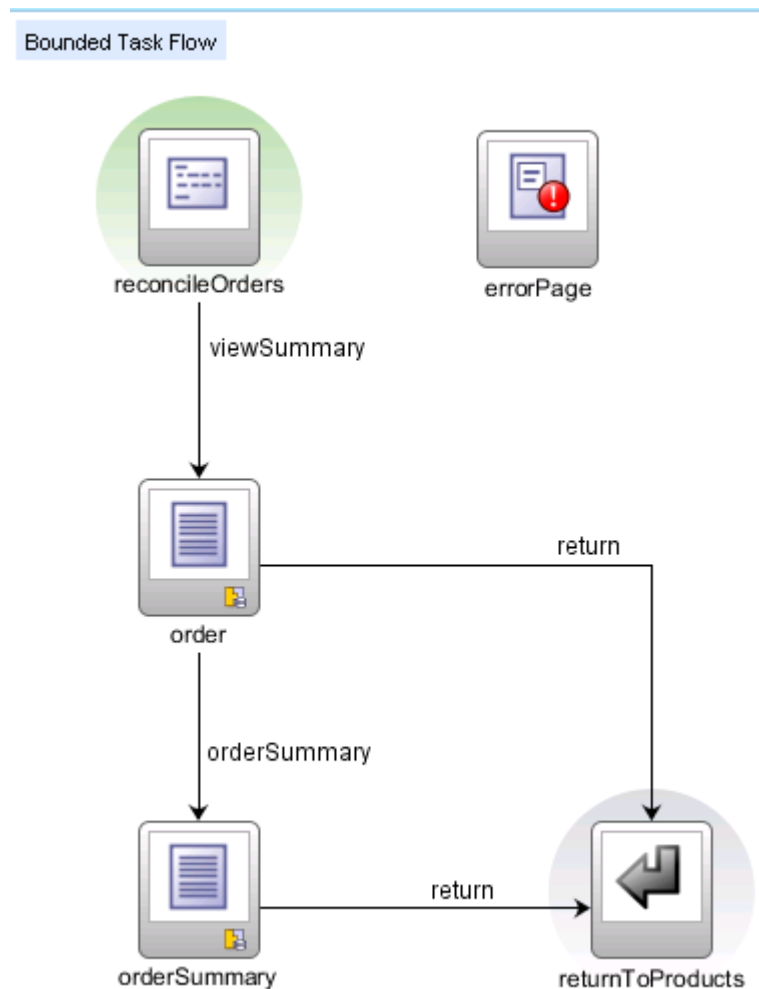 Bounded Task Flow
reconcileOrders
errorPage
viewSummary
return
order
orderSummary
return
orderSummary
returnToProducts